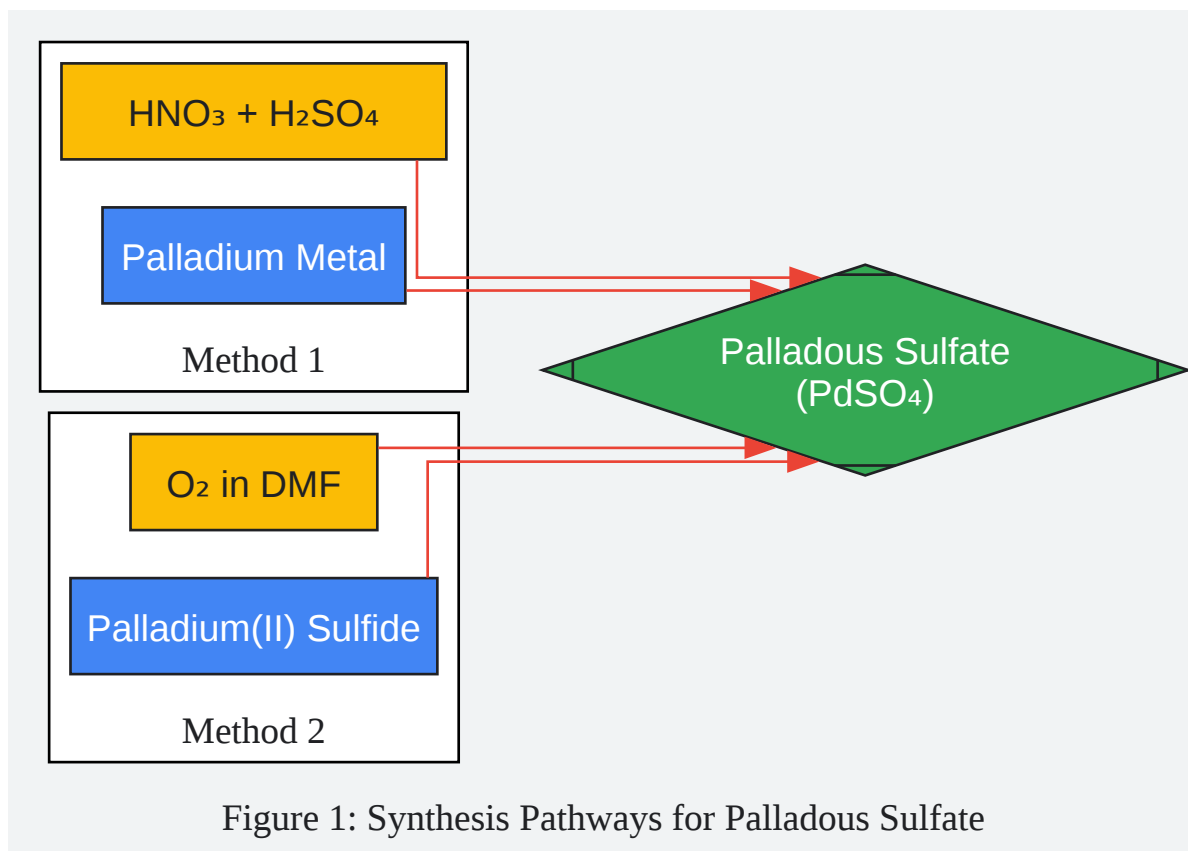 HNO₃ + H₂SO₄
Palladium Metal
Method 1
Palladous Sulfate
(PdSO₄)
O₂ in DMF
Palladium(II) Sulfide
Method 2
Figure 1: Synthesis Pathways for Palladous Sulfate